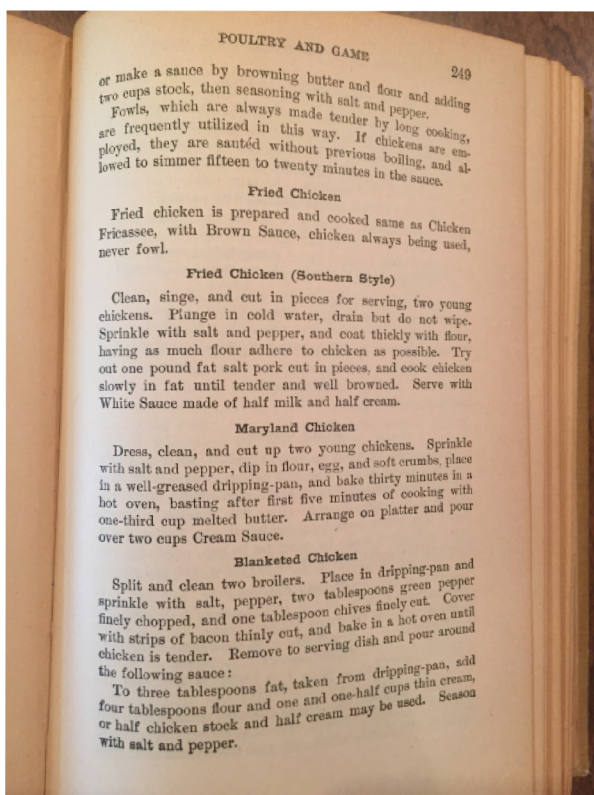 POULTRY AND GAME
249
or make a sauce by browning butter and flour and adding
two cups stock, then seasoning with salt and pepper.
Fowls, which are always made tender by long cooking,
are frequently utilized in this way. If chickens are em-
ployed, they are sautéd without previous boiling, and al-
lowed to simmer fifteen to twenty minutes in the sauce.
Fried Chicken
Fried chicken is prepared and cooked same as Chicken
Fricassee, with Brown Sauce, chicken always being used,
never fowl.
Fried Chicken (Southern Style)
Clean, singe, and cut in pieces for serving, two young
chickens. Plunge in cold water, drain but do not wipe.
Sprinkle with salt and pepper, and coat thickly with flour,
having as much flour adhere to chicken as possible. Try
out one pound fat salt pork cut in pieces, and cook chicken
slowly in fat until tender and well browned. Serve with
White Sauce made of half milk and half cream.
Maryland Chicken
Dress, clean, and cut up two young chickens. Sprinkle
with salt and pepper, dip in flour, egg, and soft crumbs, place
in a well-greased dripping-pan, and bake thirty minutes in a
hot oven, basting after first five minutes of cooking with
one-third cup melted butter. Arrange on platter and pour
over two cups Cream Sauce.
Blanketed Chicken
Split and clean two broilers. Place in dripping-pan and
sprinkle with salt, pepper, two tablespoons green pepper
finely chopped, and one tablespoon chives finely cut. Cover
with strips of bacon thinly cut, and bake in a hot oven until
chicken is tender. Remove to serving dish and pour around
the following sauce:
To three tablespoons fat, taken from dripping-pan, add
four tablespoons flour and one and one-half cups thin cream,
or half chicken stock and half cream may be used. Season
with salt and pepper.